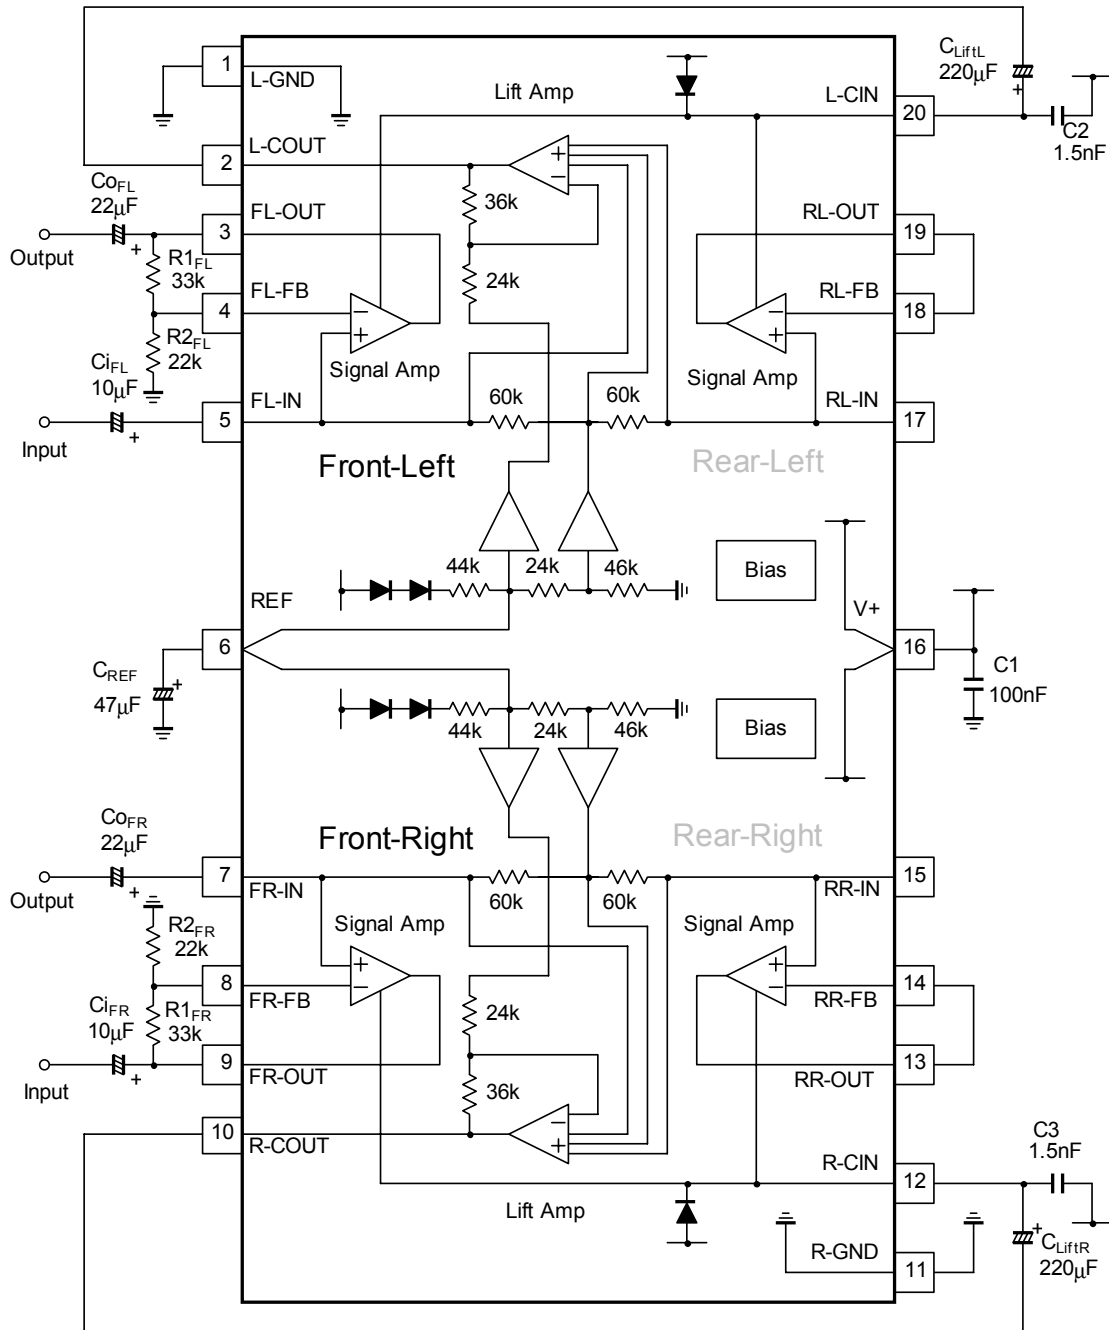 C_LiftL
220µF
1
L-GND
Lift Amp
L-CIN
20
C2
1.5nF
2
L-COUT
+
−
36k
24k
Co_FL
22µF
+
Output
3
FL-OUT
R1_FL
33k
4
FL-FB
R2_FL
22k
−
+
Signal Amp
RL-OUT
19
RL-FB
18
−
+
Signal Amp
Ci_FL
10µF
+
Input
5
FL-IN
60k
60k
RL-IN
17
Front-Left
Rear-Left
44k
24k
46k
Bias
REF
6
C_REF
+
47µF
V+
16
C1
100nF
44k
24k
46k
Bias
Front-Right
Rear-Right
Co_FR
22µF
+
Output
7
FR-IN
60k
60k
RR-IN
15
Signal Amp
Signal Amp
R2_FR
22k
8
FR-FB
+
−
+
−
RR-FB
14
Ci_FR
10µF
+
Input
R1_FR
33k
9
FR-OUT
24k
36k
RR-OUT
13
10
R-COUT
−
+
Lift Amp
R-CIN
12
C3
1.5nF
R-GND
11
+
C_LiftR
220µF
+